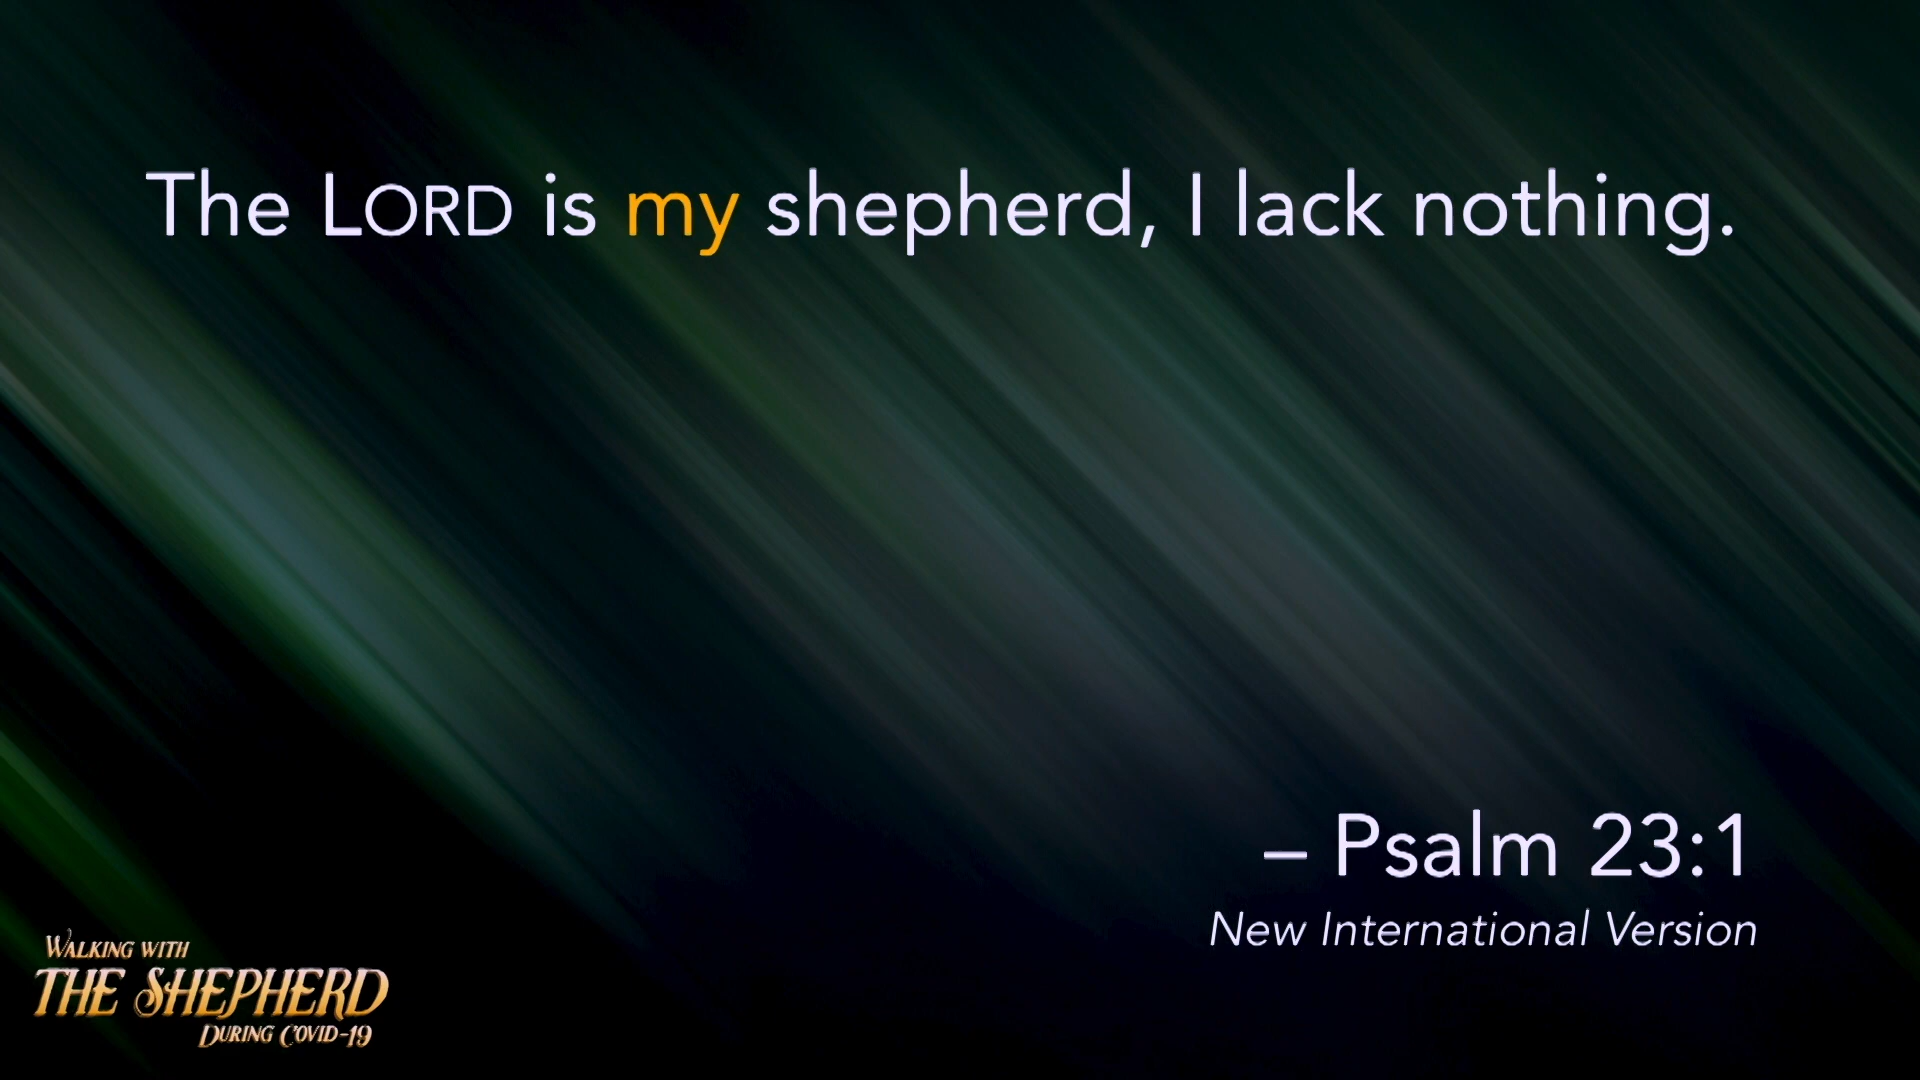 The LORD is my shepherd, I lack nothing.
– Psalm 23:1
New International Version
WALKING WITH
THE SHEPHERD
DURING COVID-19